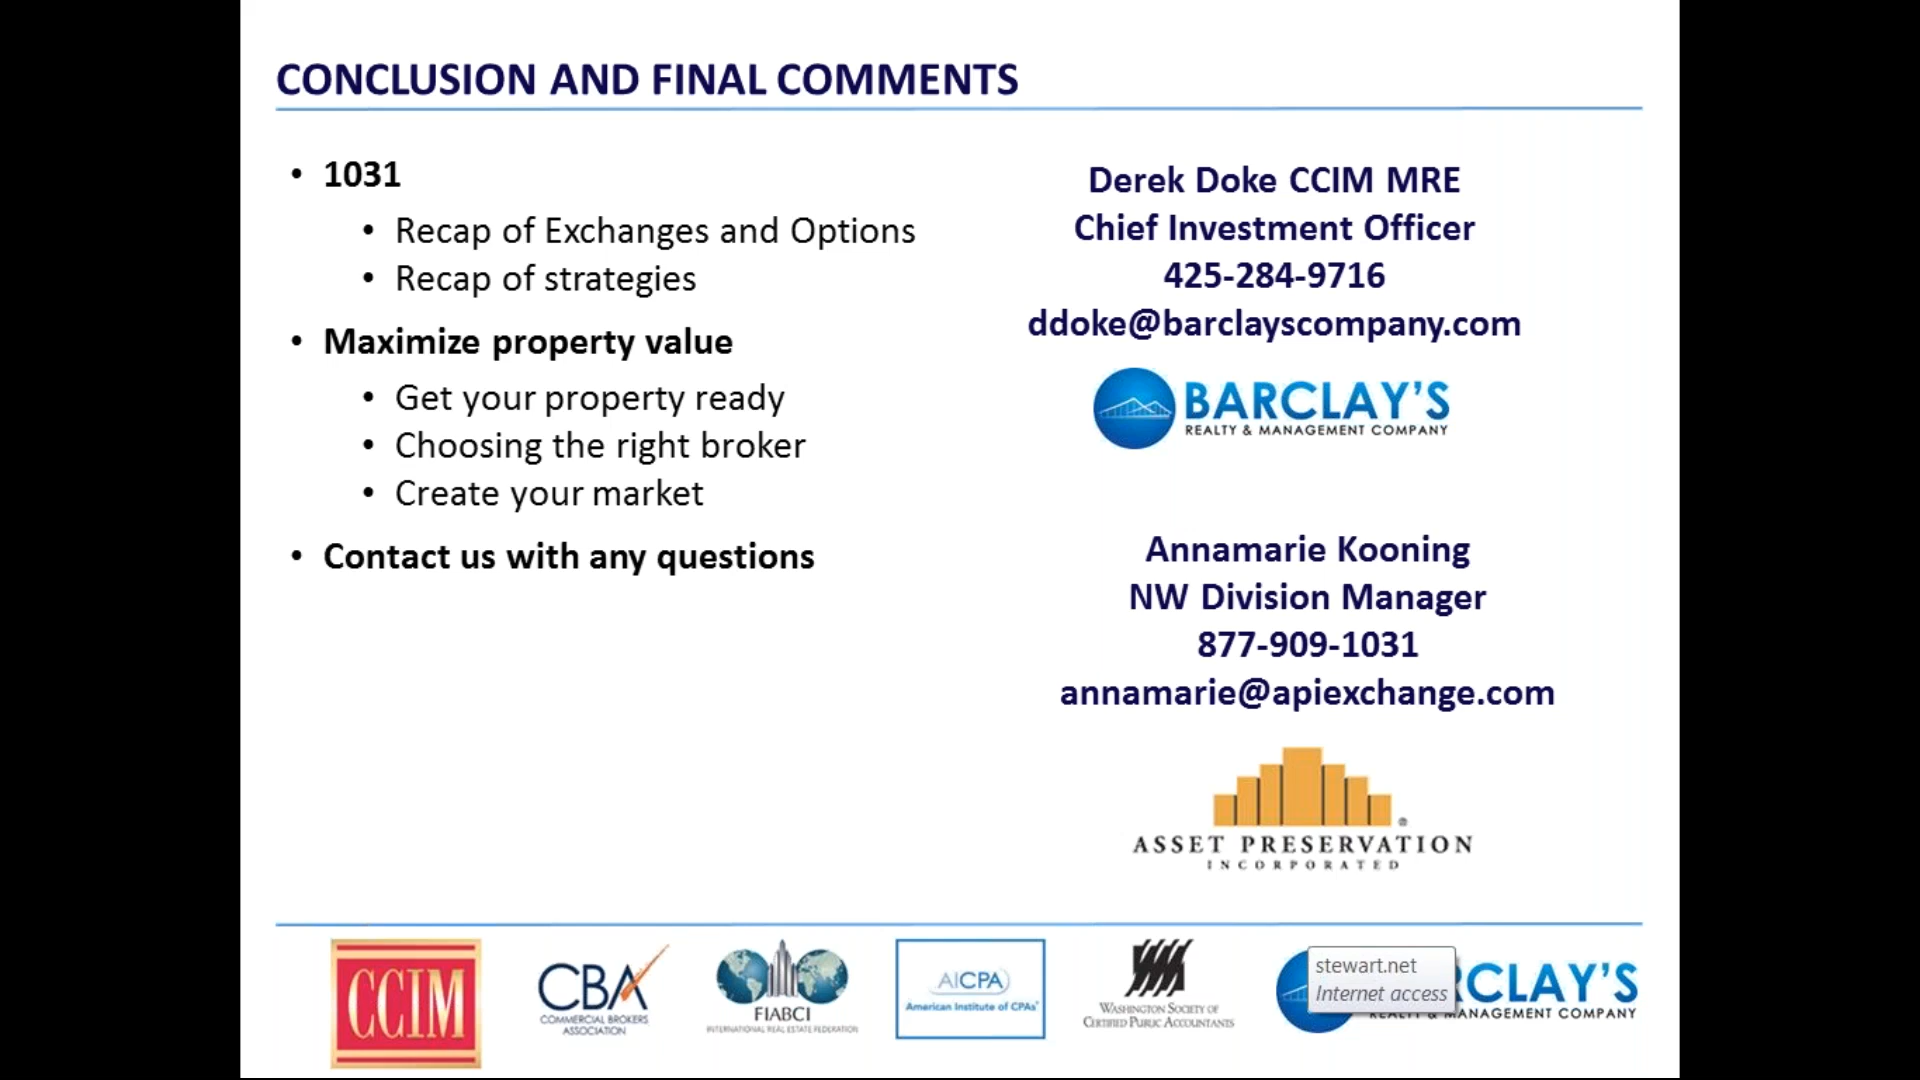 CONCLUSION AND FINAL COMMENTS
• 1031
• Recap of Exchanges and Options
• Recap of strategies
• Maximize property value
• Get your property ready
• Choosing the right broker
• Create your market
• Contact us with any questions
Derek Doke CCIM MRE
Chief Investment Officer
425-284-9716
ddoke@barclayscompany.com
BARCLAY'S
REALTY & MANAGEMENT COMPANY
Annamarie Kooning
NW Division Manager
877-909-1031
annamarie@apiexchange.com
ASSET PRESERVATION
INCORPORATED
CCIM
CBA
COMMERCIAL BROKERS
ASSOCIATION
FIABCI
INTERNATIONAL REAL ESTATE FEDERATION
AICPA
American Institute of CPAs
WASHINGTON SOCIETY OF
CERTIFIED PUBLIC ACCOUNTANTS
stewart.net
Internet access
CLAY'S
MANAGEMENT COMPANY